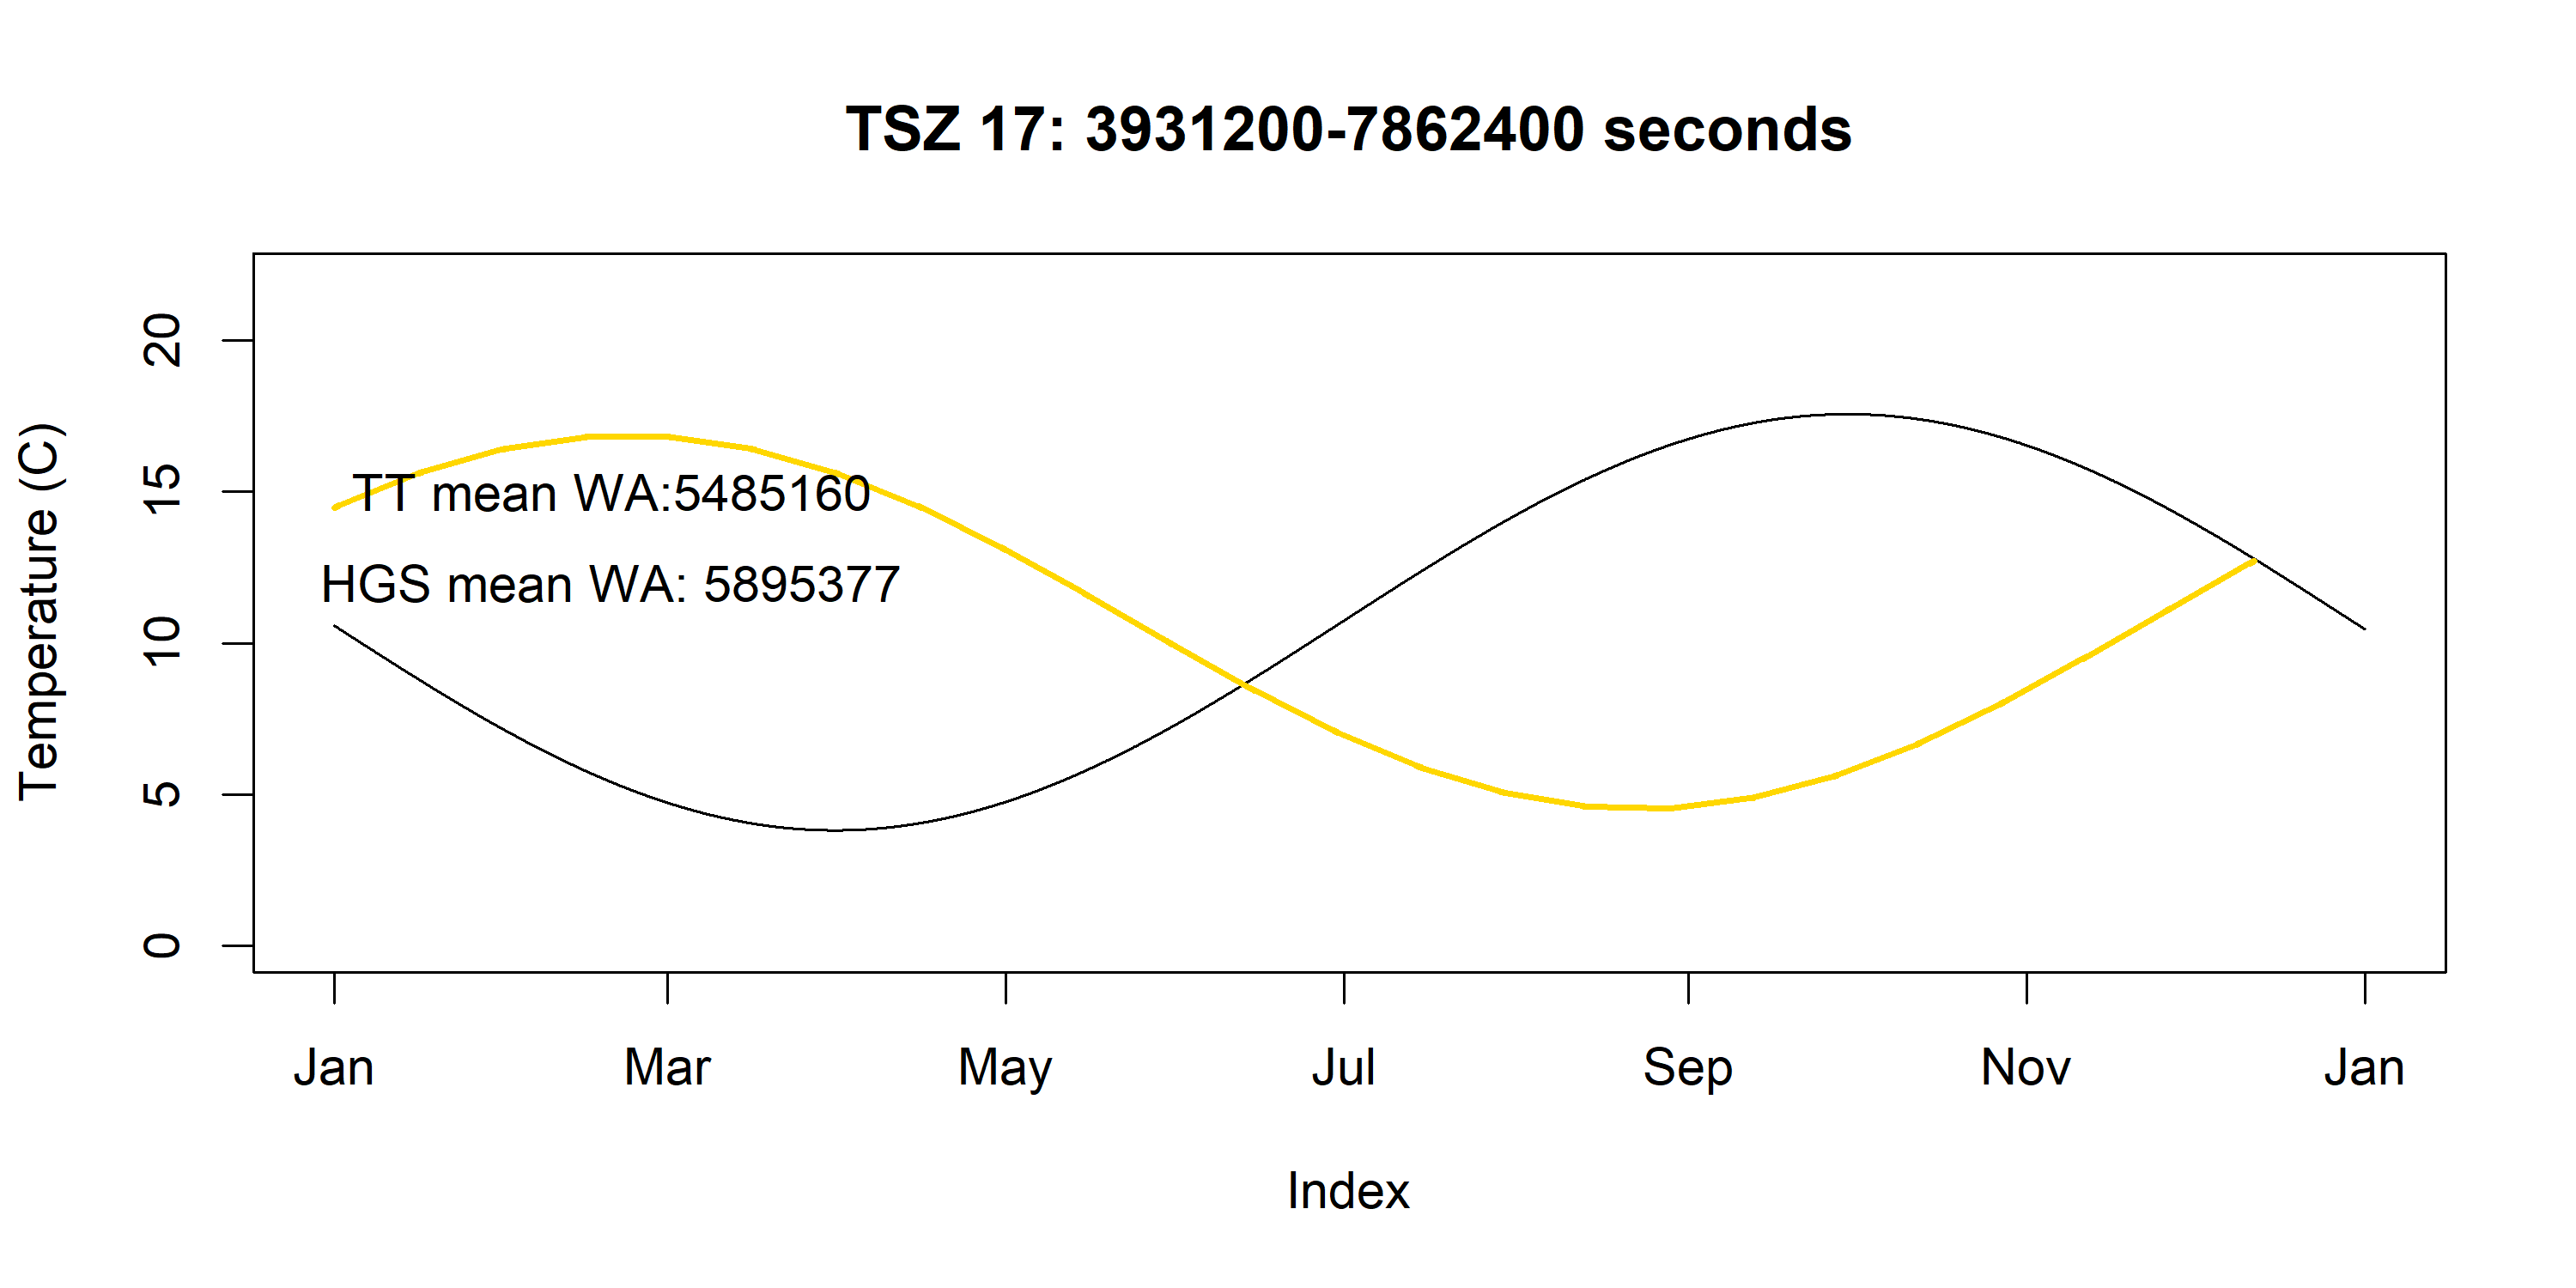 TSZ 17: 3931200-7862400 seconds
Temperature (C)
20
15
10
5
0
TT mean WA:5485160
HGS mean WA: 5895377
Jan Mar May Jul Sep Nov Jan
Index